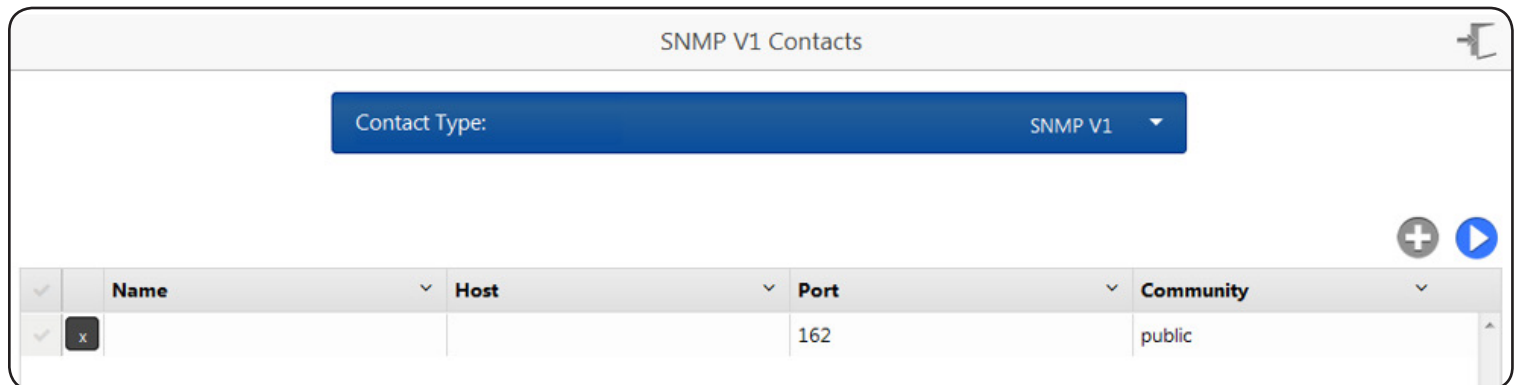 SNMP V1 Contacts
Contact Type: SNMP V1
Name Host Port Community
x 162 public